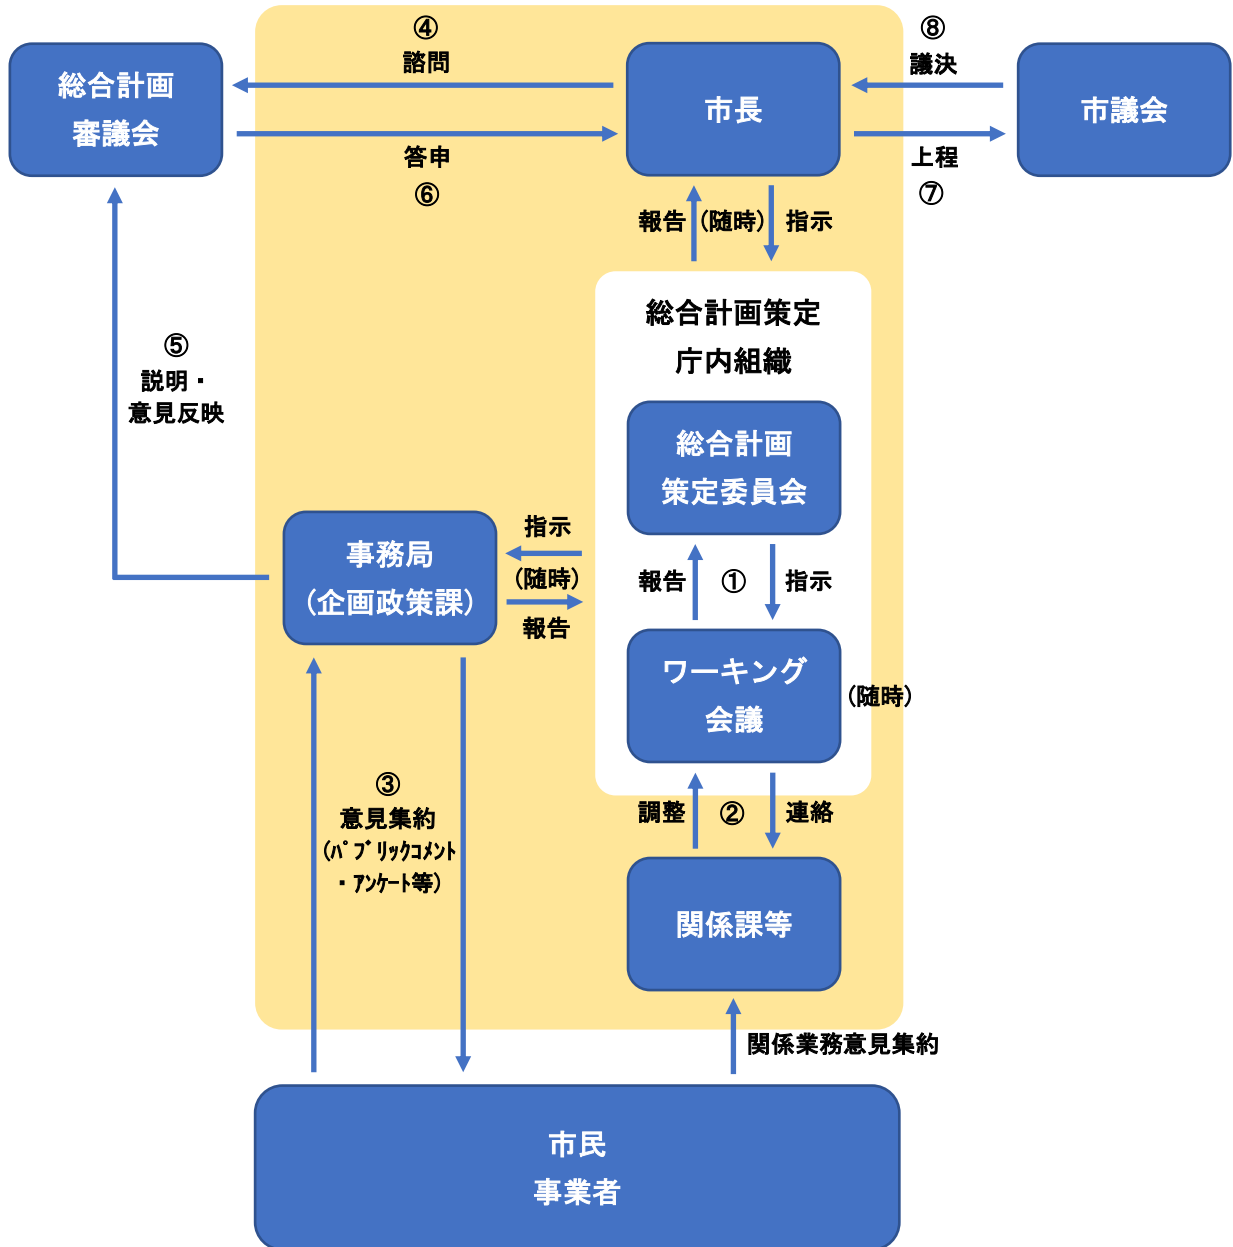 ④
諮問
総合計画
審議会
答申
⑥
市長
⑧
議決
市議会
上程
⑦
報告
(随時)
指示
総合計画策定
庁内組織
⑤
説明・
意見反映
総合計画
策定委員会
指示
(随時)
報告
事務局
(企画政策課)
報告
①
指示
ワーキング
会議
(随時)
③
意見集約
(ﾊﾟﾌﾞﾘｯｸｺﾒﾝﾄ
・ｱﾝｹｰﾄ等)
調整
②
連絡
関係課等
関係業務意見集約
市民
事業者